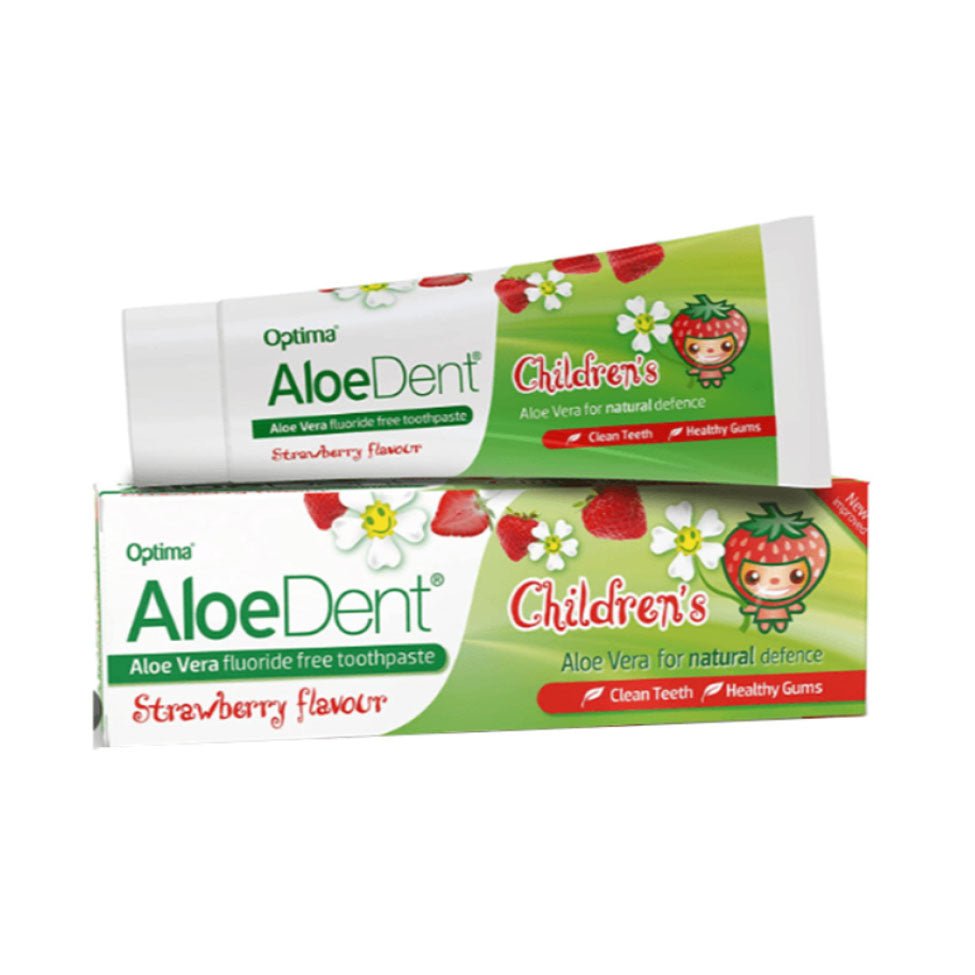 Optima
AloeDent®
Aloe Vera fluoride free toothpaste
Strawberry flavour
Children's
Aloe Vera for natural defence
Clean Teeth Healthy Gums
Optima
AloeDent®
Aloe Vera fluoride free toothpaste
Strawberry flavour
New
improved
Children's
Aloe Vera for natural defence
Clean Teeth Healthy Gums